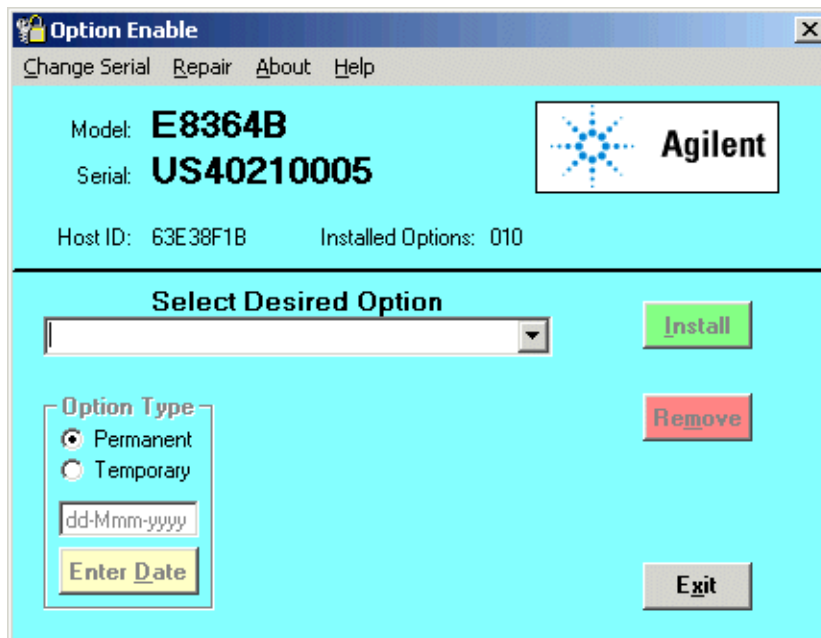 Option Enable
Change Serial Repair About Help
Model: E8364B
Agilent
Serial: US40210005
Host ID: 63E38F1B Installed Options: 010
Select Desired Option
Install
Option Type
Remove
Permanent
Temporary
dd-Mmm-yyyy
Enter Date
Exit